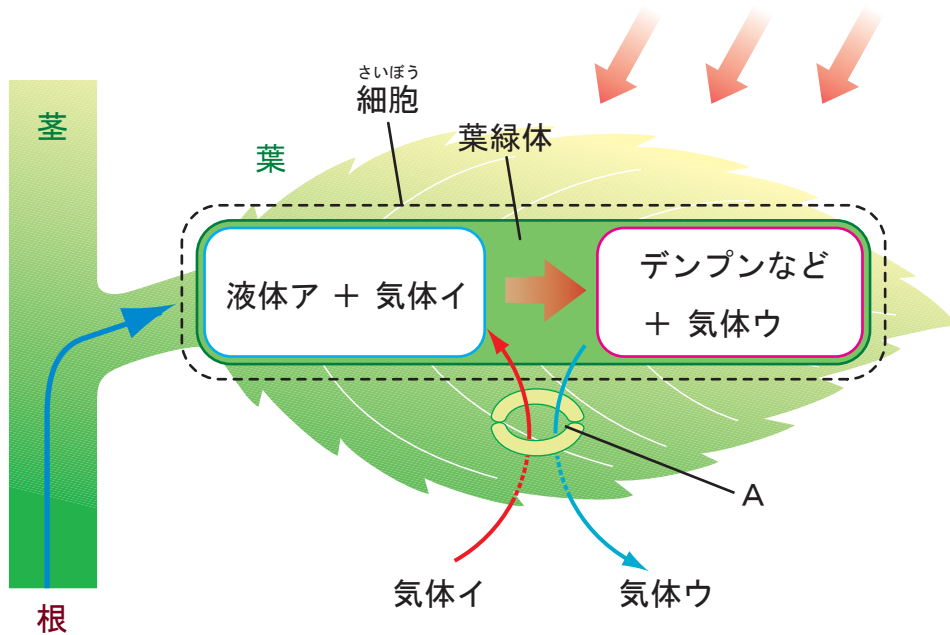 さいぼう
細胞
茎
葉緑体
葉
デンプンなど
液体ア ＋ 気体イ
＋ 気体ウ
A
気体イ
気体ウ
根